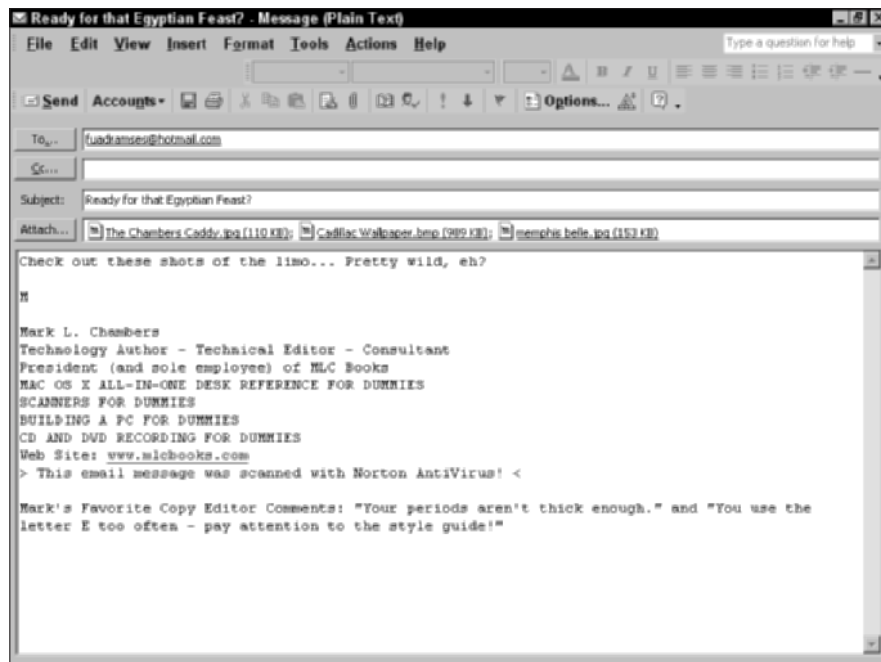 Ready for that Egyptian Feast? - Message (Plain Text)
File Edit View Insert Format Tools Actions Help
Type a question for help
A B I U
Send Accounts Options...
To... fuadramses@hotmail.com
Cc...
Subject: Ready for that Egyptian Feast?
Attach... The Chambers Caddy.jpg (110 KB); Cadillac Wallpaper.bmp (989 KB); memphis belle.jpg (153 KB)
Check out these shots of the limo... Pretty wild, eh?
M
Mark L. Chambers
Technology Author - Technical Editor - Consultant
President (and sole employee) of MLC Books
MAC OS X ALL-IN-ONE DESK REFERENCE FOR DUMMIES
SCANNERS FOR DUMMIES
BUILDING A PC FOR DUMMIES
CD AND DVD RECORDING FOR DUMMIES
Web Site: www.mlcbooks.com
> This email message was scanned with Norton AntiVirus! <
Mark's Favorite Copy Editor Comments: "Your periods aren't thick enough." and "You use the
letter E too often - pay attention to the style guide!"